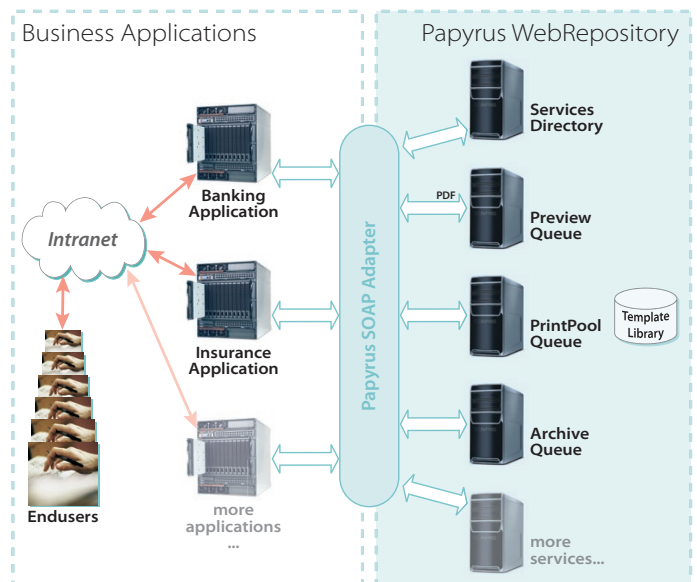 Business Applications
Papyrus WebRepository
Services
Directory
Banking
Application
PDF
Preview
Queue
Intranet
Papyrus SOAP Adapter
Insurance
Application
PrintPool
Queue
Template
Library
Archive
Queue
Endusers
more
applications
...
more
services...